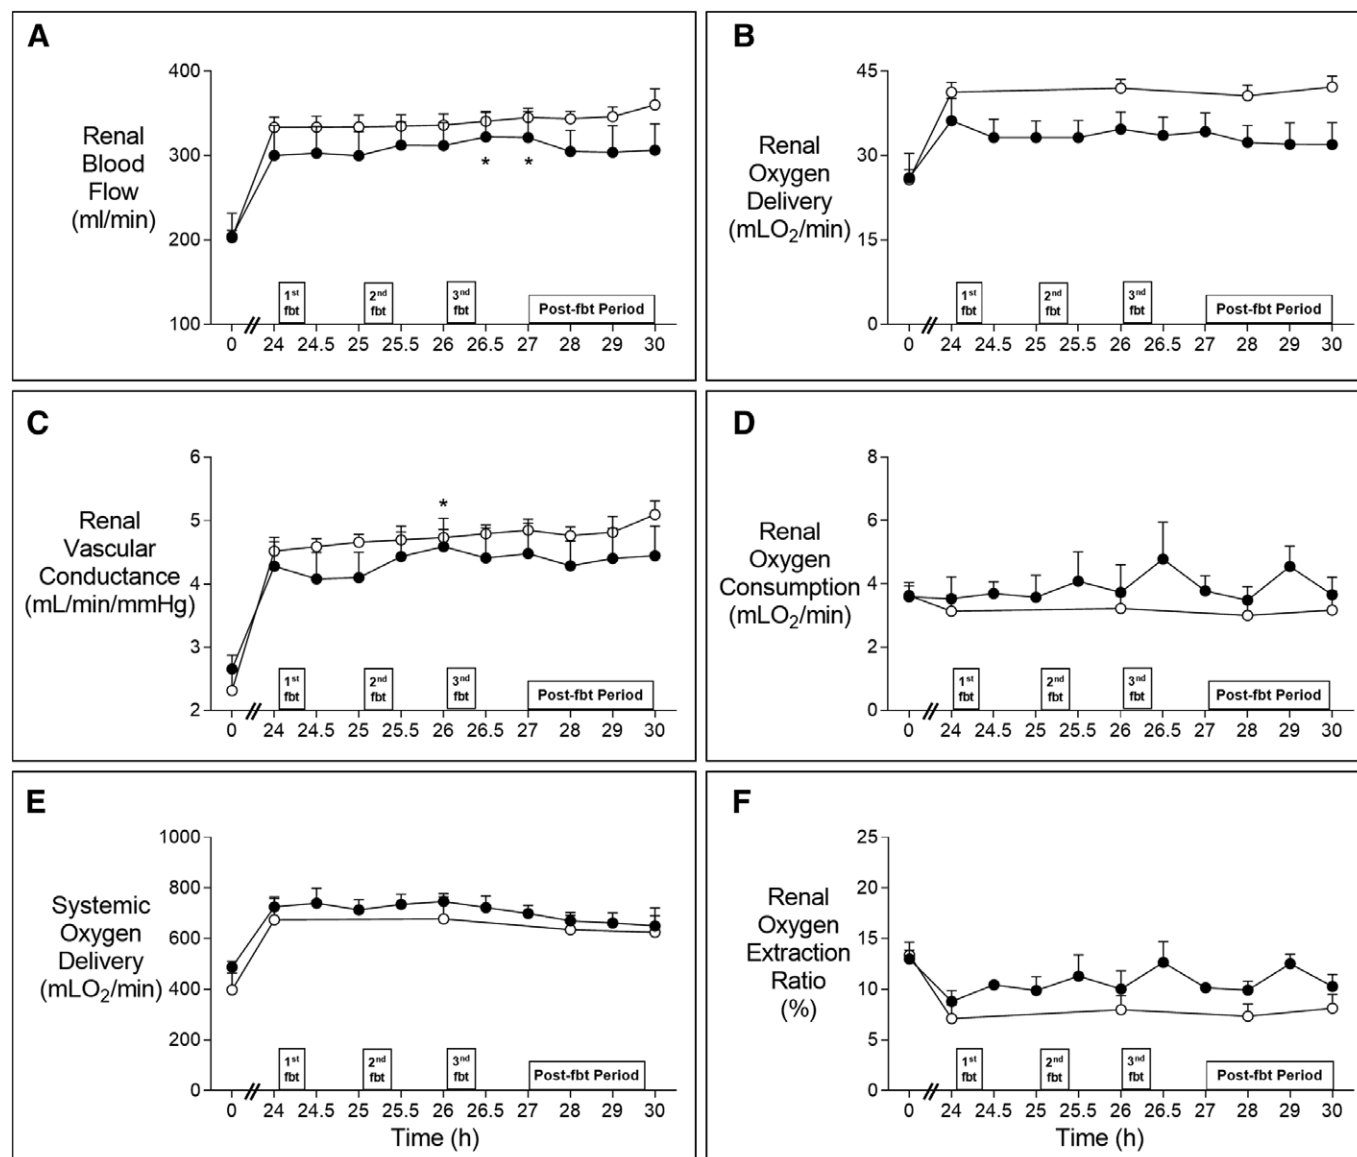 A
Renal
Blood
Flow
(ml/min)
400
300
200
100
* *
1st fbt
2nd fbt
3rd fbt
Post-fbt Period
0 24 24.5 25 25.5 26 26.5 27 28 29 30
B
Renal
Oxygen
Delivery
(mLO2/min)
45
30
15
0
1st fbt
2nd fbt
3rd fbt
Post-fbt Period
0 24 24.5 25 25.5 26 26.5 27 28 29 30
C
Renal
Vascular
Conductance
(mL/min/mmHg)
6
5
4
3
2
*
1st fbt
2nd fbt
3rd fbt
Post-fbt Period
0 24 24.5 25 25.5 26 26.5 27 28 29 30
D
Renal
Oxygen
Consumption
(mLO2/min)
8
6
4
2
0
1st fbt
2nd fbt
3rd fbt
Post-fbt Period
0 24 24.5 25 25.5 26 26.5 27 28 29 30
E
Systemic
Oxygen
Delivery
(mLO2/min)
1000
800
600
400
200
0
1st fbt
2nd fbt
3rd fbt
Post-fbt Period
0 24 24.5 25 25.5 26 26.5 27 28 29 30
Time (h)
F
Renal
Oxygen
Extraction
Ratio
(%)
25
20
15
10
5
0
1st fbt
2nd fbt
3rd fbt
Post-fbt Period
0 24 24.5 25 25.5 26 26.5 27 28 29 30
Time (h)